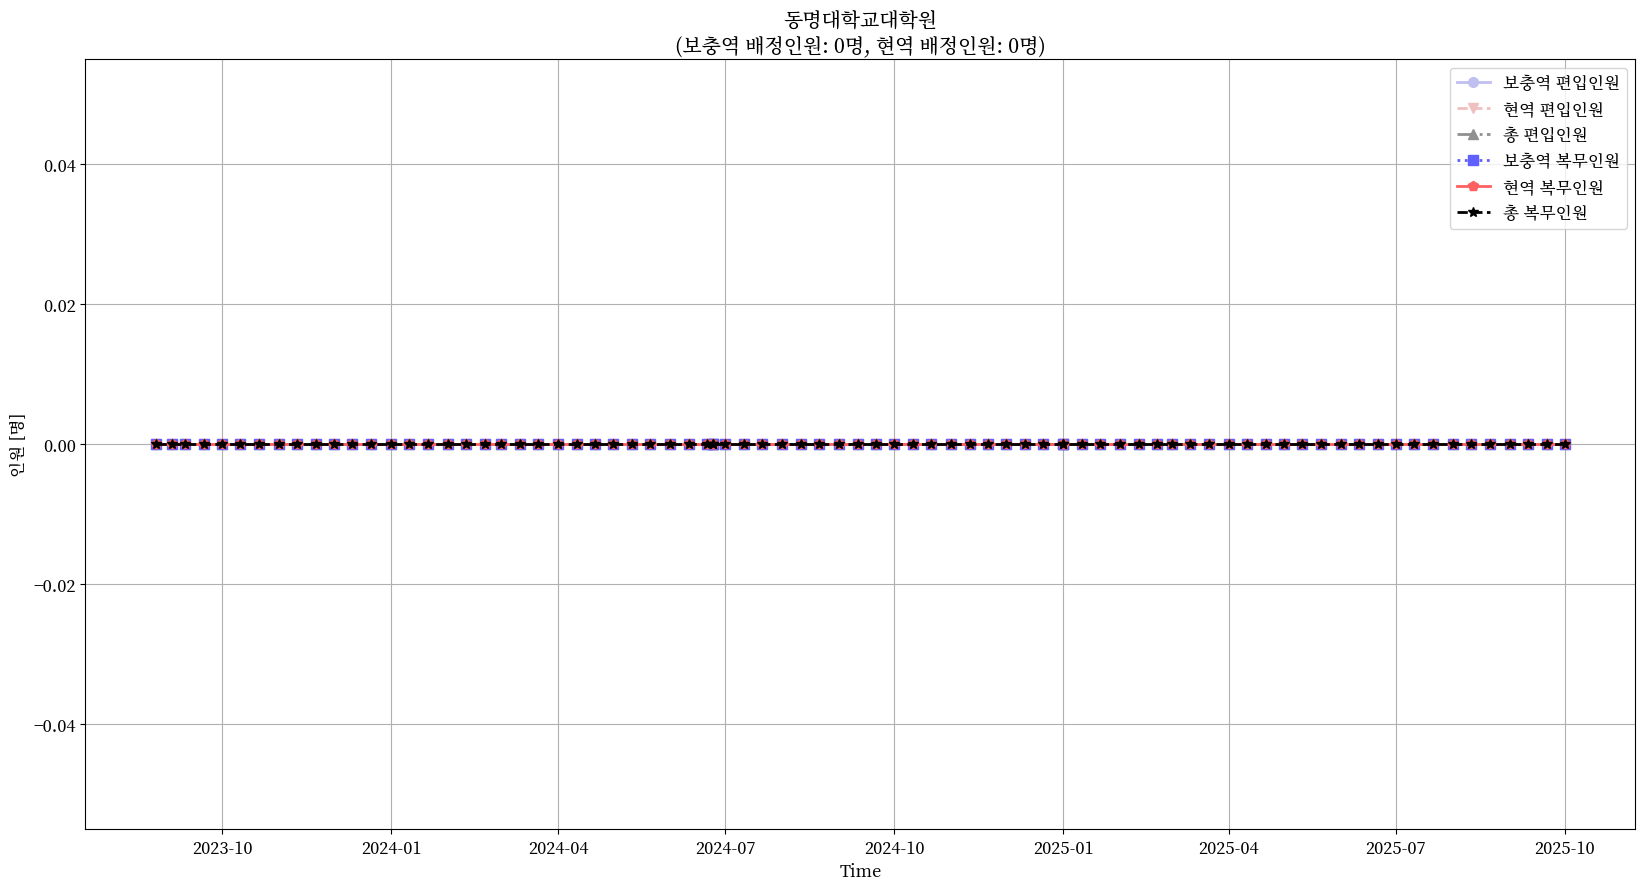 동명대학교대학원
(보충역 배정인원: 0명, 현역 배정인원: 0명)
보충역 편입인원
현역 편입인원
총 편입인원
보충역 복무인원
현역 복무인원
총 복무인원
인원 [명]
0.04
0.02
0.00
−0.02
−0.04
2023-10 2024-01 2024-04 2024-07 2024-10 2025-01 2025-04 2025-07 2025-10
Time